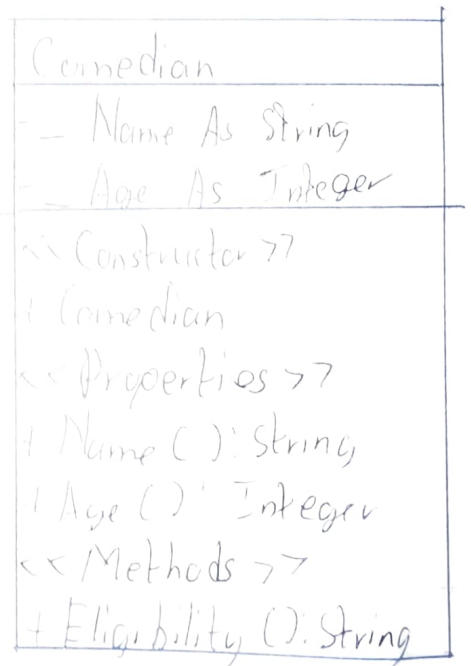 Comedian
- _ Name As String
- _ Age As Integer
<< Constructor >>
+ Comedian
<< Properties >>
+ Name ( ) : String
+ Age ( ) : Integer
<< Methods >>
+ Eligibility ( ) : String